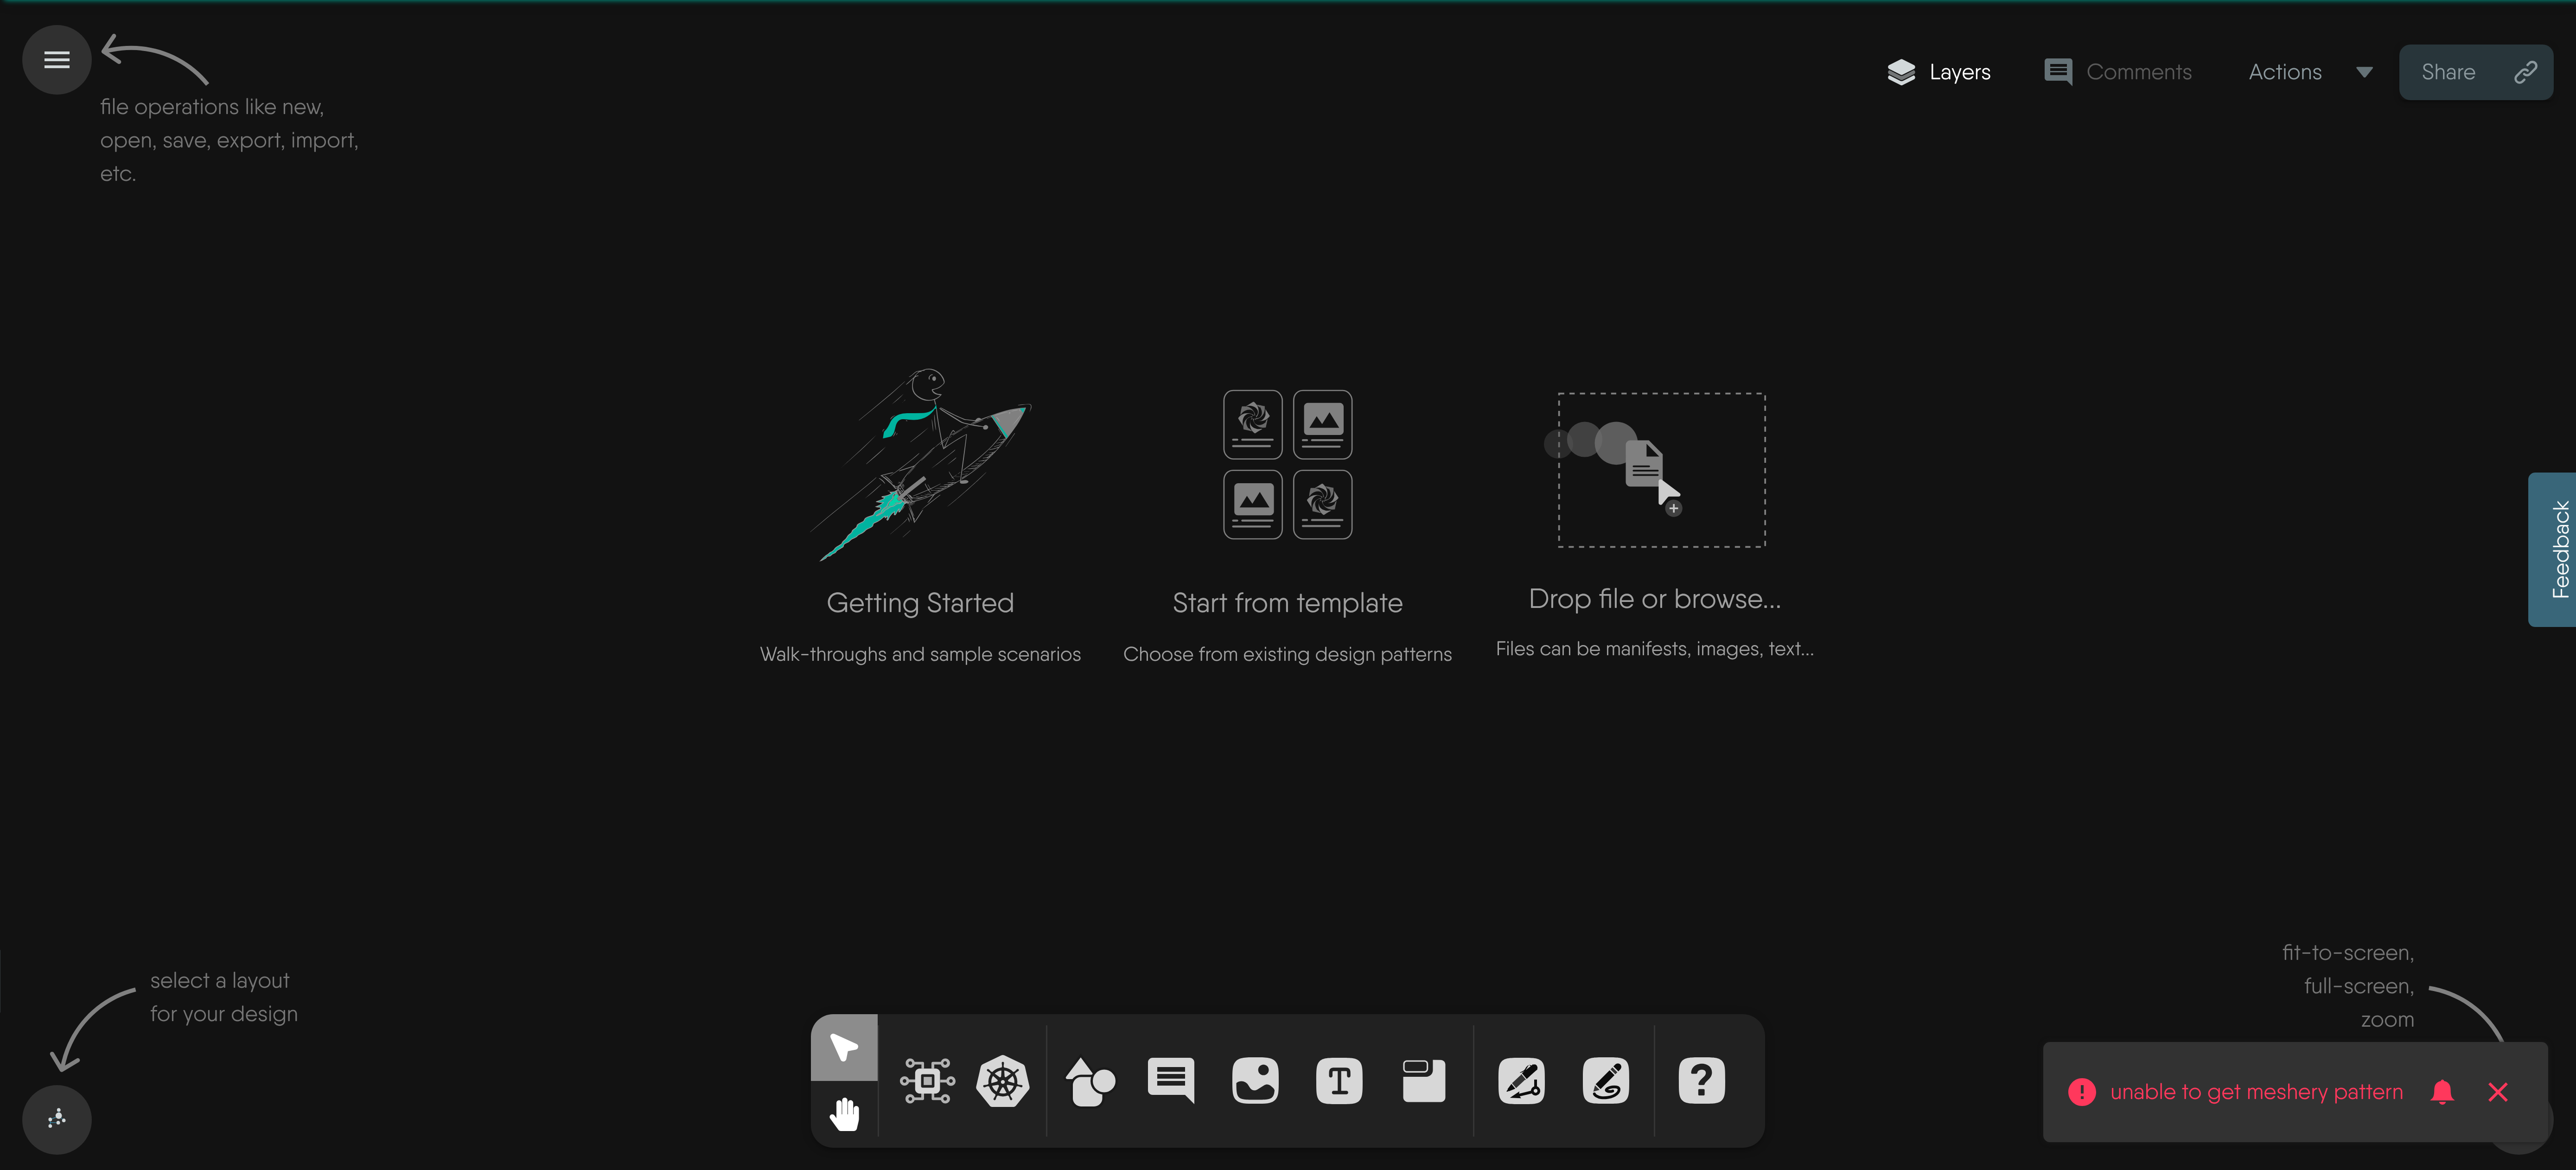 file operations like new,
open, save, export, import,
etc.
Layers
Comments
Actions
Share
Getting Started
Walk-throughs and sample scenarios
Start from template
Choose from existing design patterns
Drop file or browse...
Files can be manifests, images, text...
Feedback
select a layout
for your design
T
?
fit-to-screen,
full-screen,
zoom
unable to get meshery pattern